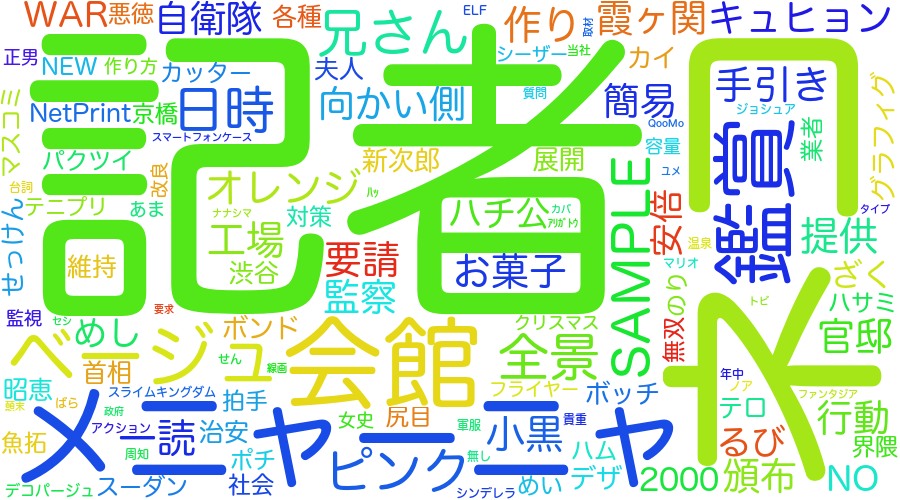 WAR
悪徳
自衛隊
各種
兄さん
ELF
作り
取材
霞ヶ関
キュヒョン
正男
NEW
作り方
カッター
夫人
シーザー
当社
カイ
マスコミ
NetPrint
京橋
日時
向かい側
質問
簡易
手引き
グラフィグ
スマートフォンケース
QooMo
ジョシュア
記者
パクツイ
改良
新次郎
展開
容量
鑑賞
業者
台詞
オレンジ
ユメ
テニプリ
あま
ナナシマ
対策
ハチ公
カバ
ｱﾘｶﾞﾄｳ
SAMPLE
安倍
タイプ
せっけん
工場
渋谷
要請
お菓子
温泉
提供
維持
監察
マリオ
ざく
のり
監視
セシ
めし
要求
ボンド
クリスマス
無双
トビ
ハサミ
ベージュ
会館
全景
官邸
せん
線画
首相
年中
昭恵
スライムキングダム
フライヤー
ボッチ
ノア
ファンタジア
顛末
ばら
政府
拍手
女史
尻目
軍服
貴重
テロ
行動
メニャーニャ
アクション
一読
治安
小黒
るび
界隈
魚拓
周知
ポチ
ピンク
無し
ハム
デコパージュ
スーダン
社会
シンデレラ
めい
デザ
2000
頒布
NO